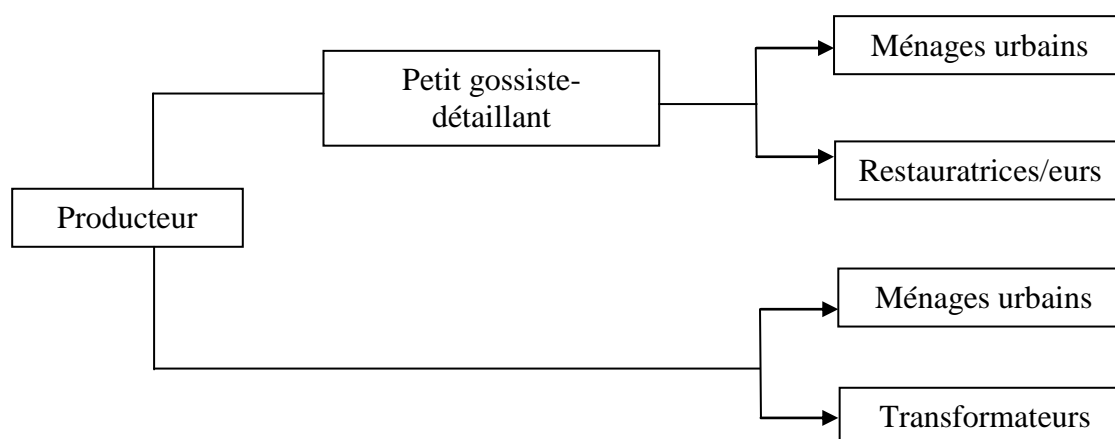 Ménages urbains
Petit gossiste-
détaillant
Restauratrices/eurs
Producteur
Ménages urbains
Transformateurs